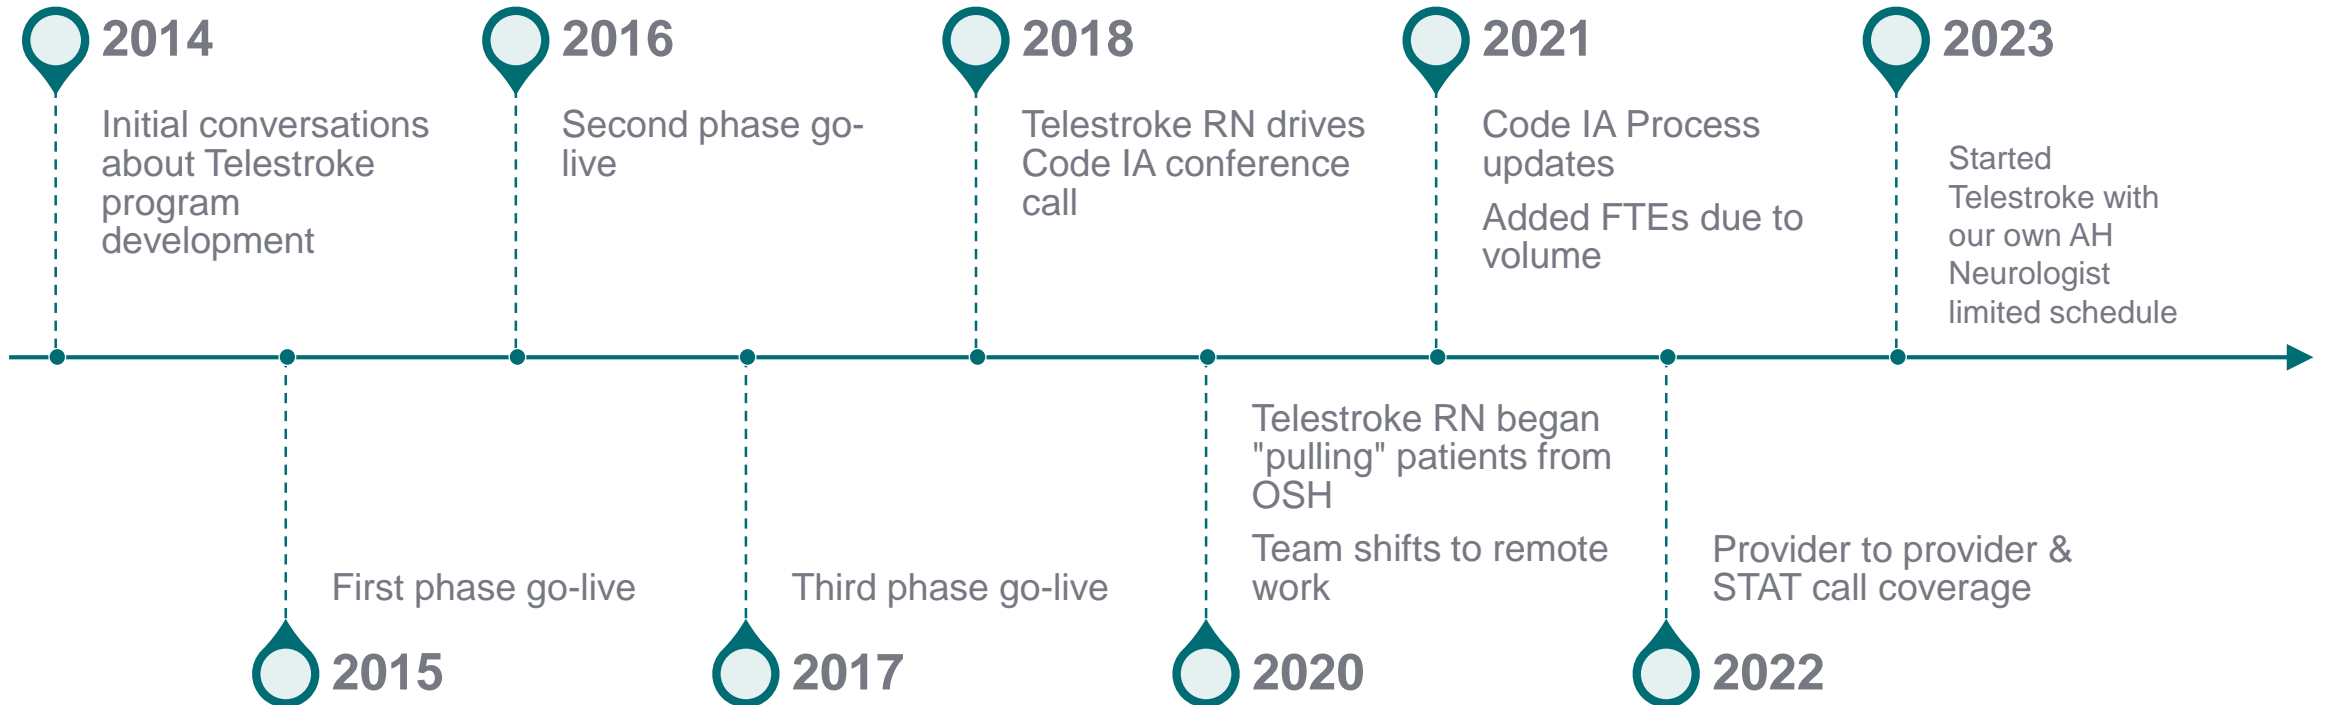 2014
Initial conversations
about Telestroke
program
development
2015
First phase go-live
2016
Second phase go-
live
2017
Third phase go-live
2018
Telestroke RN drives
Code IA conference
call
2020
Telestroke RN began
"pulling" patients from
OSH
Team shifts to remote
work
2021
Code IA Process
updates
Added FTEs due to
volume
2022
Provider to provider &
STAT call coverage
2023
Started
Telestroke with
our own AH
Neurologist
limited schedule